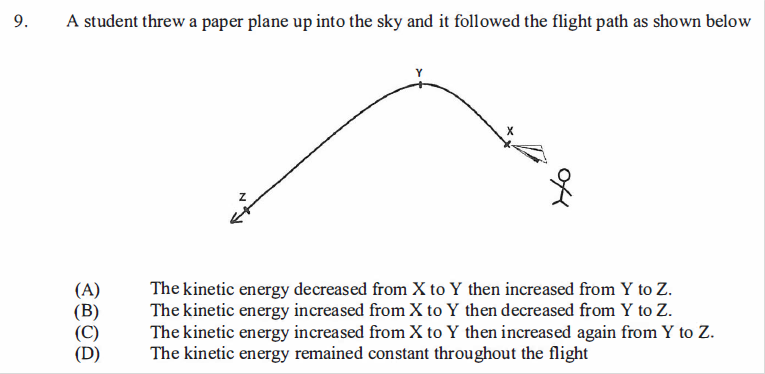 9. A student threw a paper plane up into the sky and it followed the flight path as shown below
Y
X
Z
(A) The kinetic energy decreased from X to Y then increased from Y to Z.
(B) The kinetic energy increased from X to Y then decreased from Y to Z.
(C) The kinetic energy increased from X to Y then increased again from Y to Z.
(D) The kinetic energy remained constant throughout the flight